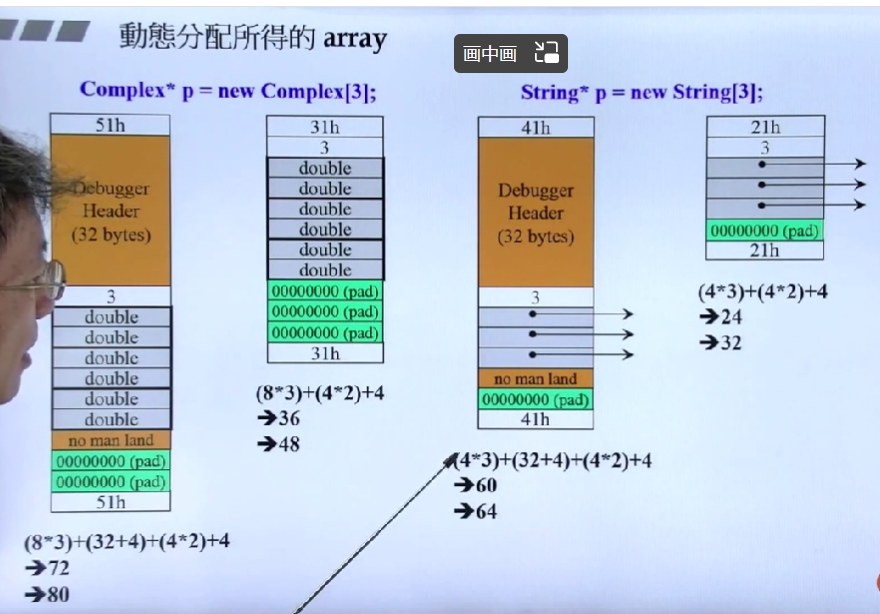 動態分配所得的 array
画中画
Complex* p = new Complex[3];
51h
Debugger
Header
(32 bytes)
3
double
double
double
double
double
double
no man land
00000000 (pad)
00000000 (pad)
51h
(8*3)+(32+4)+(4*2)+4
➔72
➔80
31h
3
double
double
double
double
double
double
00000000 (pad)
00000000 (pad)
00000000 (pad)
31h
(8*3)+(4*2)+4
➔36
➔48
String* p = new String[3];
41h
Debugger
Header
(32 bytes)
3
no man land
00000000 (pad)
41h
(4*3)+(32+4)+(4*2)+4
➔60
➔64
21h
3
00000000 (pad)
21h
(4*3)+(4*2)+4
➔24
➔32